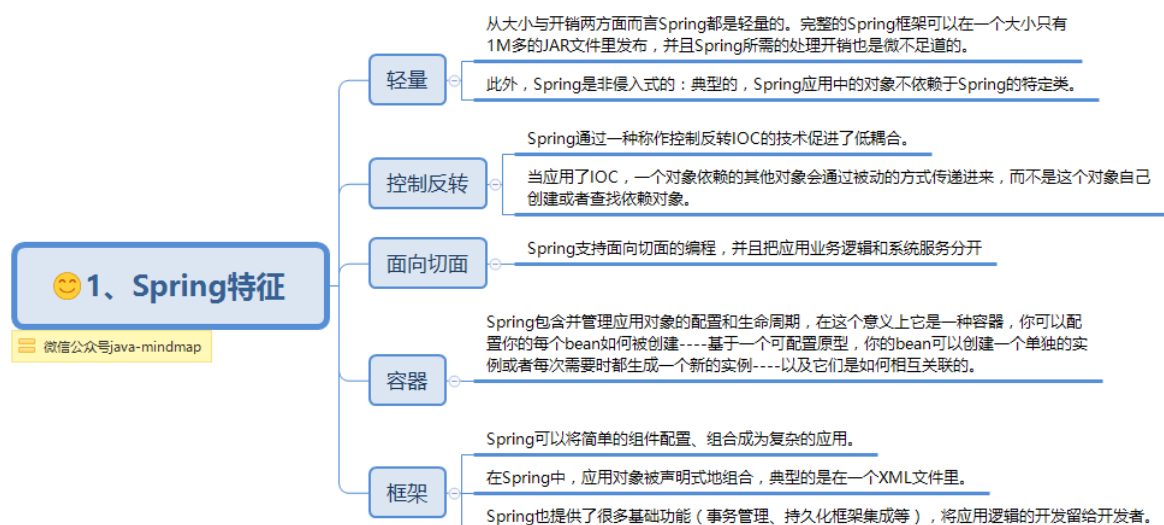 从大小与开销两方面而言Spring都是轻量的。完整的Spring框架可以在一个大小只有
1M多的JAR文件里发布，并且Spring所需的处理开销也是微不足道的。
轻量
此外，Spring是非侵入式的：典型的，Spring应用中的对象不依赖于Spring的特定类。
Spring通过一种称作控制反转IOC的技术促进了低耦合。
控制反转
当应用了IOC，一个对象依赖的其他对象会通过被动的方式传递进来，而不是这个对象自己
创建或者查找依赖对象。
面向切面
Spring支持面向切面的编程，并且把应用业务逻辑和系统服务分开
1、Spring特征
微信公众号java-mindmap
Spring包含并管理应用对象的配置和生命周期，在这个意义上它是一种容器，你可以配
置你的每个bean如何被创建----基于一个可配置原型，你的bean可以创建一个单独的实
例或者每次需要时都生成一个新的实例----以及它们是如何相互关联的。
容器
Spring可以将简单的组件配置、组合成为复杂的应用。
框架
在Spring中，应用对象被声明式地组合，典型的是在一个XML文件里。
Spring也提供了很多基础功能（事务管理、持久化框架集成等），将应用逻辑的开发留给开发者。